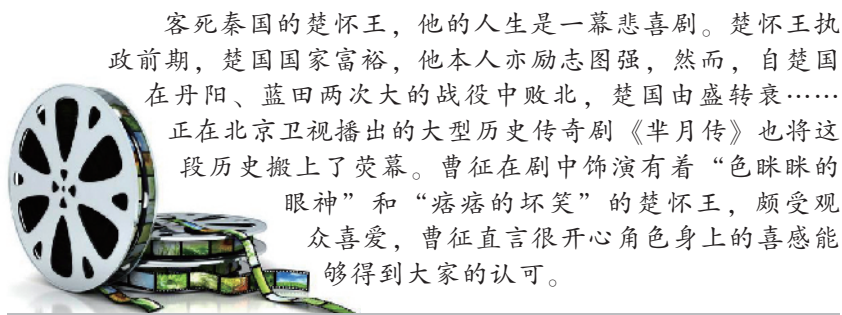 客死秦国的楚怀王，他的人生是一幕悲喜剧。楚怀王执
政前期，楚国国家富裕，他本人亦励志图强，然而，自楚国
在丹阳、蓝田两次大的战役中败北，楚国由盛转衰……
正在北京卫视播出的大型历史传奇剧《芈月传》也将这
段历史搬上了荧幕。曹征在剧中饰演有着“色眯眯的
眼神”和“痞痞的坏笑”的楚怀王，颇受观
众喜爱，曹征直言很开心角色身上的喜感能
够得到大家的认可。